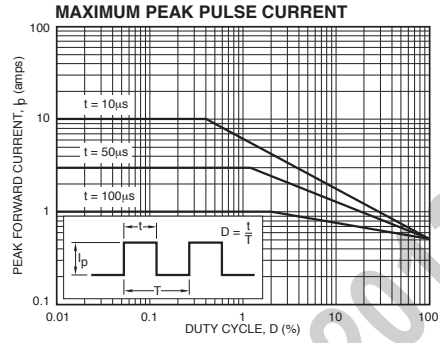 MAXIMUM PEAK PULSE CURRENT
100
10
1
0.1
PEAK FORWARD CURRENT, Ip (amps)
t = 10µs
t = 50µs
t = 100µs
t
D = t/T
Ip
T
0.01
0.1
1
10
100
DUTY CYCLE, D (%)